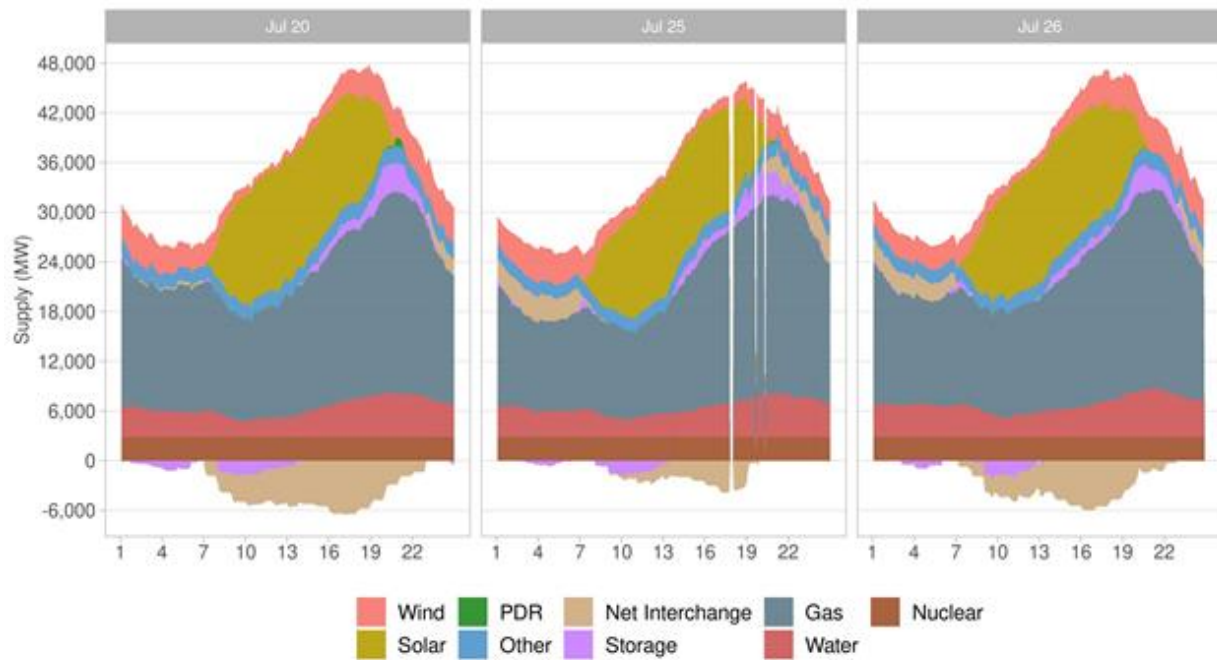 Jul 20 Jul 25 Jul 26
48,000
42,000
36,000
30,000
24,000
18,000
12,000
6,000
0
-6,000
Supply (MW)
1 4 7 10 13 16 19 22 1 4 7 10 13 16 19 22 1 4 7 10 13 16 19 22
Wind PDR Net Interchange Gas Nuclear
Solar Other Storage Water